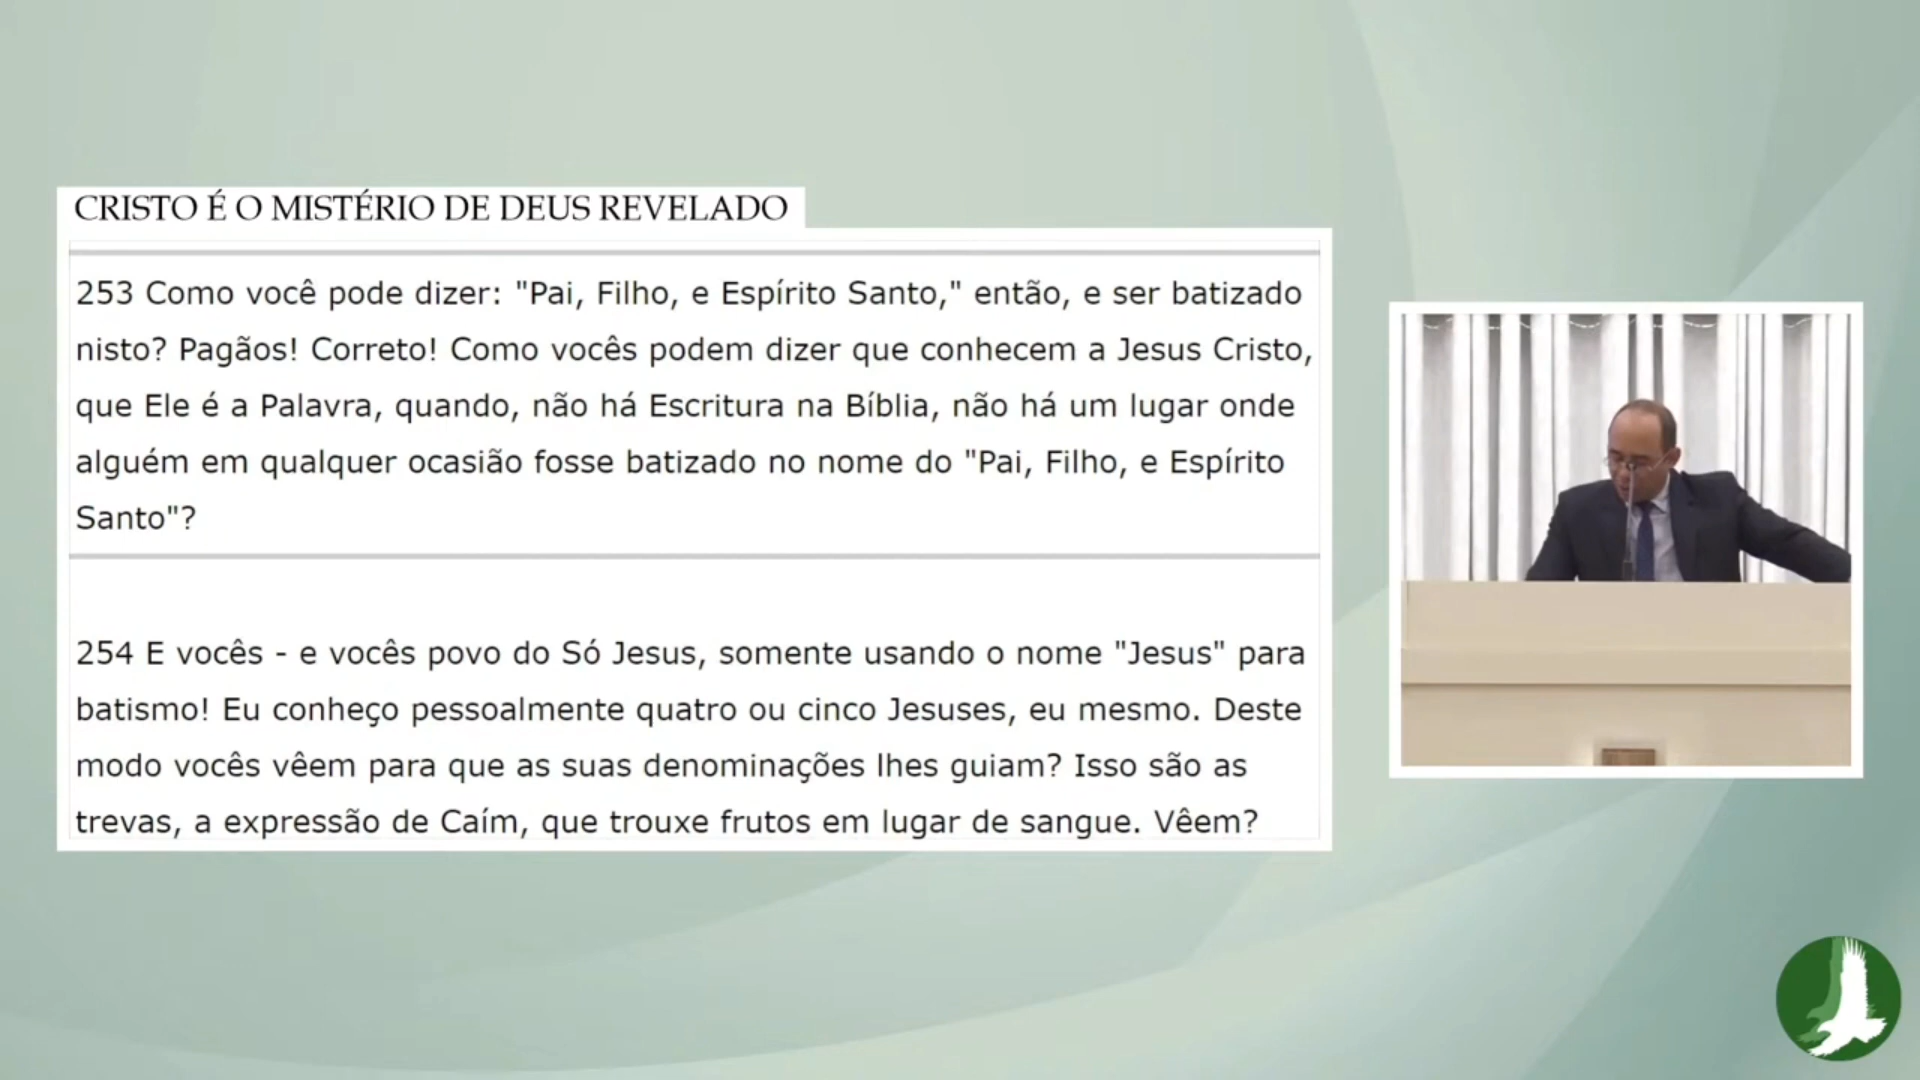 CRISTO É O MISTÉRIO DE DEUS REVELADO
253 Como você pode dizer: "Pai, Filho, e Espírito Santo," então, e ser batizado
nisto? Pagãos! Correto! Como vocês podem dizer que conhecem a Jesus Cristo,
que Ele é a Palavra, quando, não há Escritura na Bíblia, não há um lugar onde
alguém em qualquer ocasião fosse batizado no nome do "Pai, Filho, e Espírito
Santo"?
254 E vocês - e vocês povo do Só Jesus, somente usando o nome "Jesus" para
batismo! Eu conheço pessoalmente quatro ou cinco Jesuses, eu mesmo. Deste
modo vocês vêem para que as suas denominações lhes guiam? Isso são as
trevas, a expressão de Caím, que trouxe frutos em lugar de sangue. Vêem?